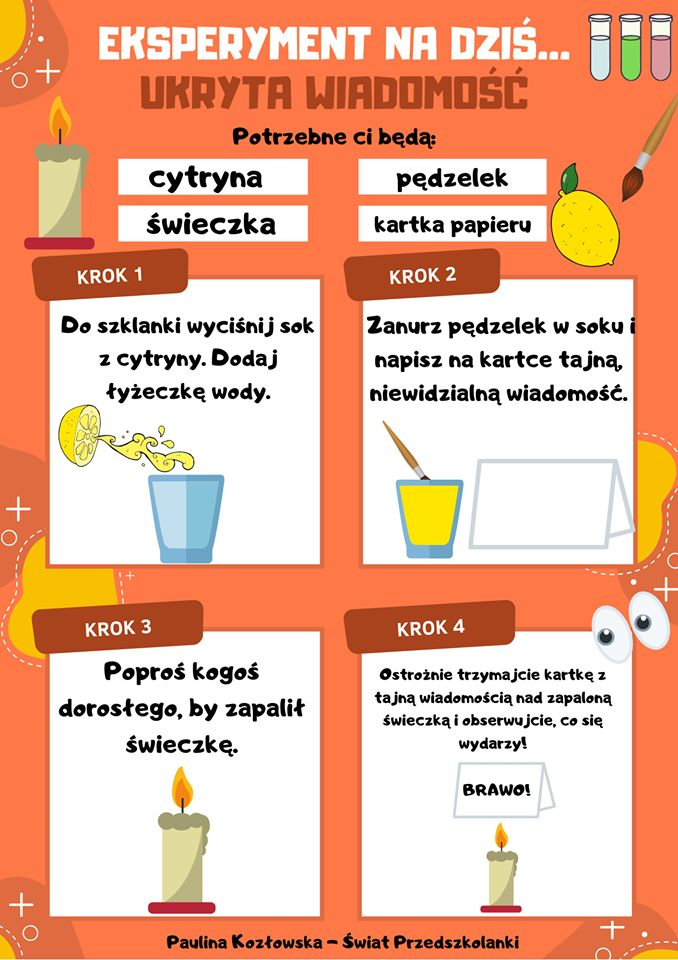 EKSPERYMENT NA DZIŚ...
UKRYTA WIADOMOŚĆ
Potrzebne ci będą:
cytryna
pędzelek
świeczka
kartka papieru
KROK 1
Do szklanki wyciśnij sok
z cytryny. Dodaj
łyżeczkę wody.
KROK 2
Zanurz pędzelek w soku i
napisz na kartce tajną,
niewidzialną wiadomość.
KROK 3
Poproś kogoś
dorosłego, by zapalił
świeczkę.
KROK 4
Ostrożnie trzymajcie kartkę z
tajną wiadomością nad zapaloną
świeczką i obserwujcie, co się
wydarzy!
BRAWO!
Paulina Kozłowska - Świat Przedszkolanki